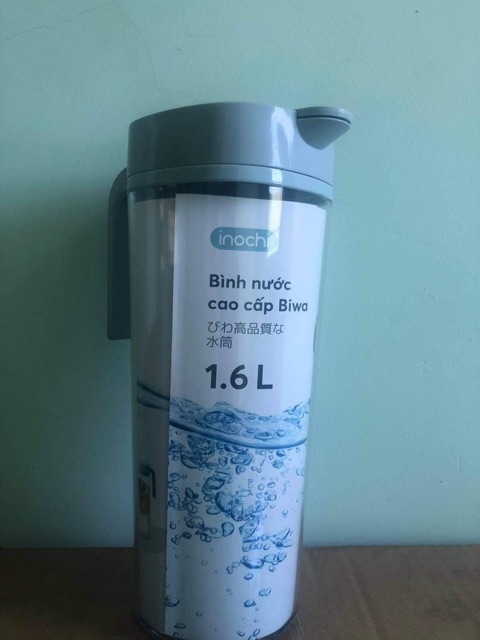 inochi
Bình nước
cao cấp Biwa
びわ高品質な
水筒
1.6 L